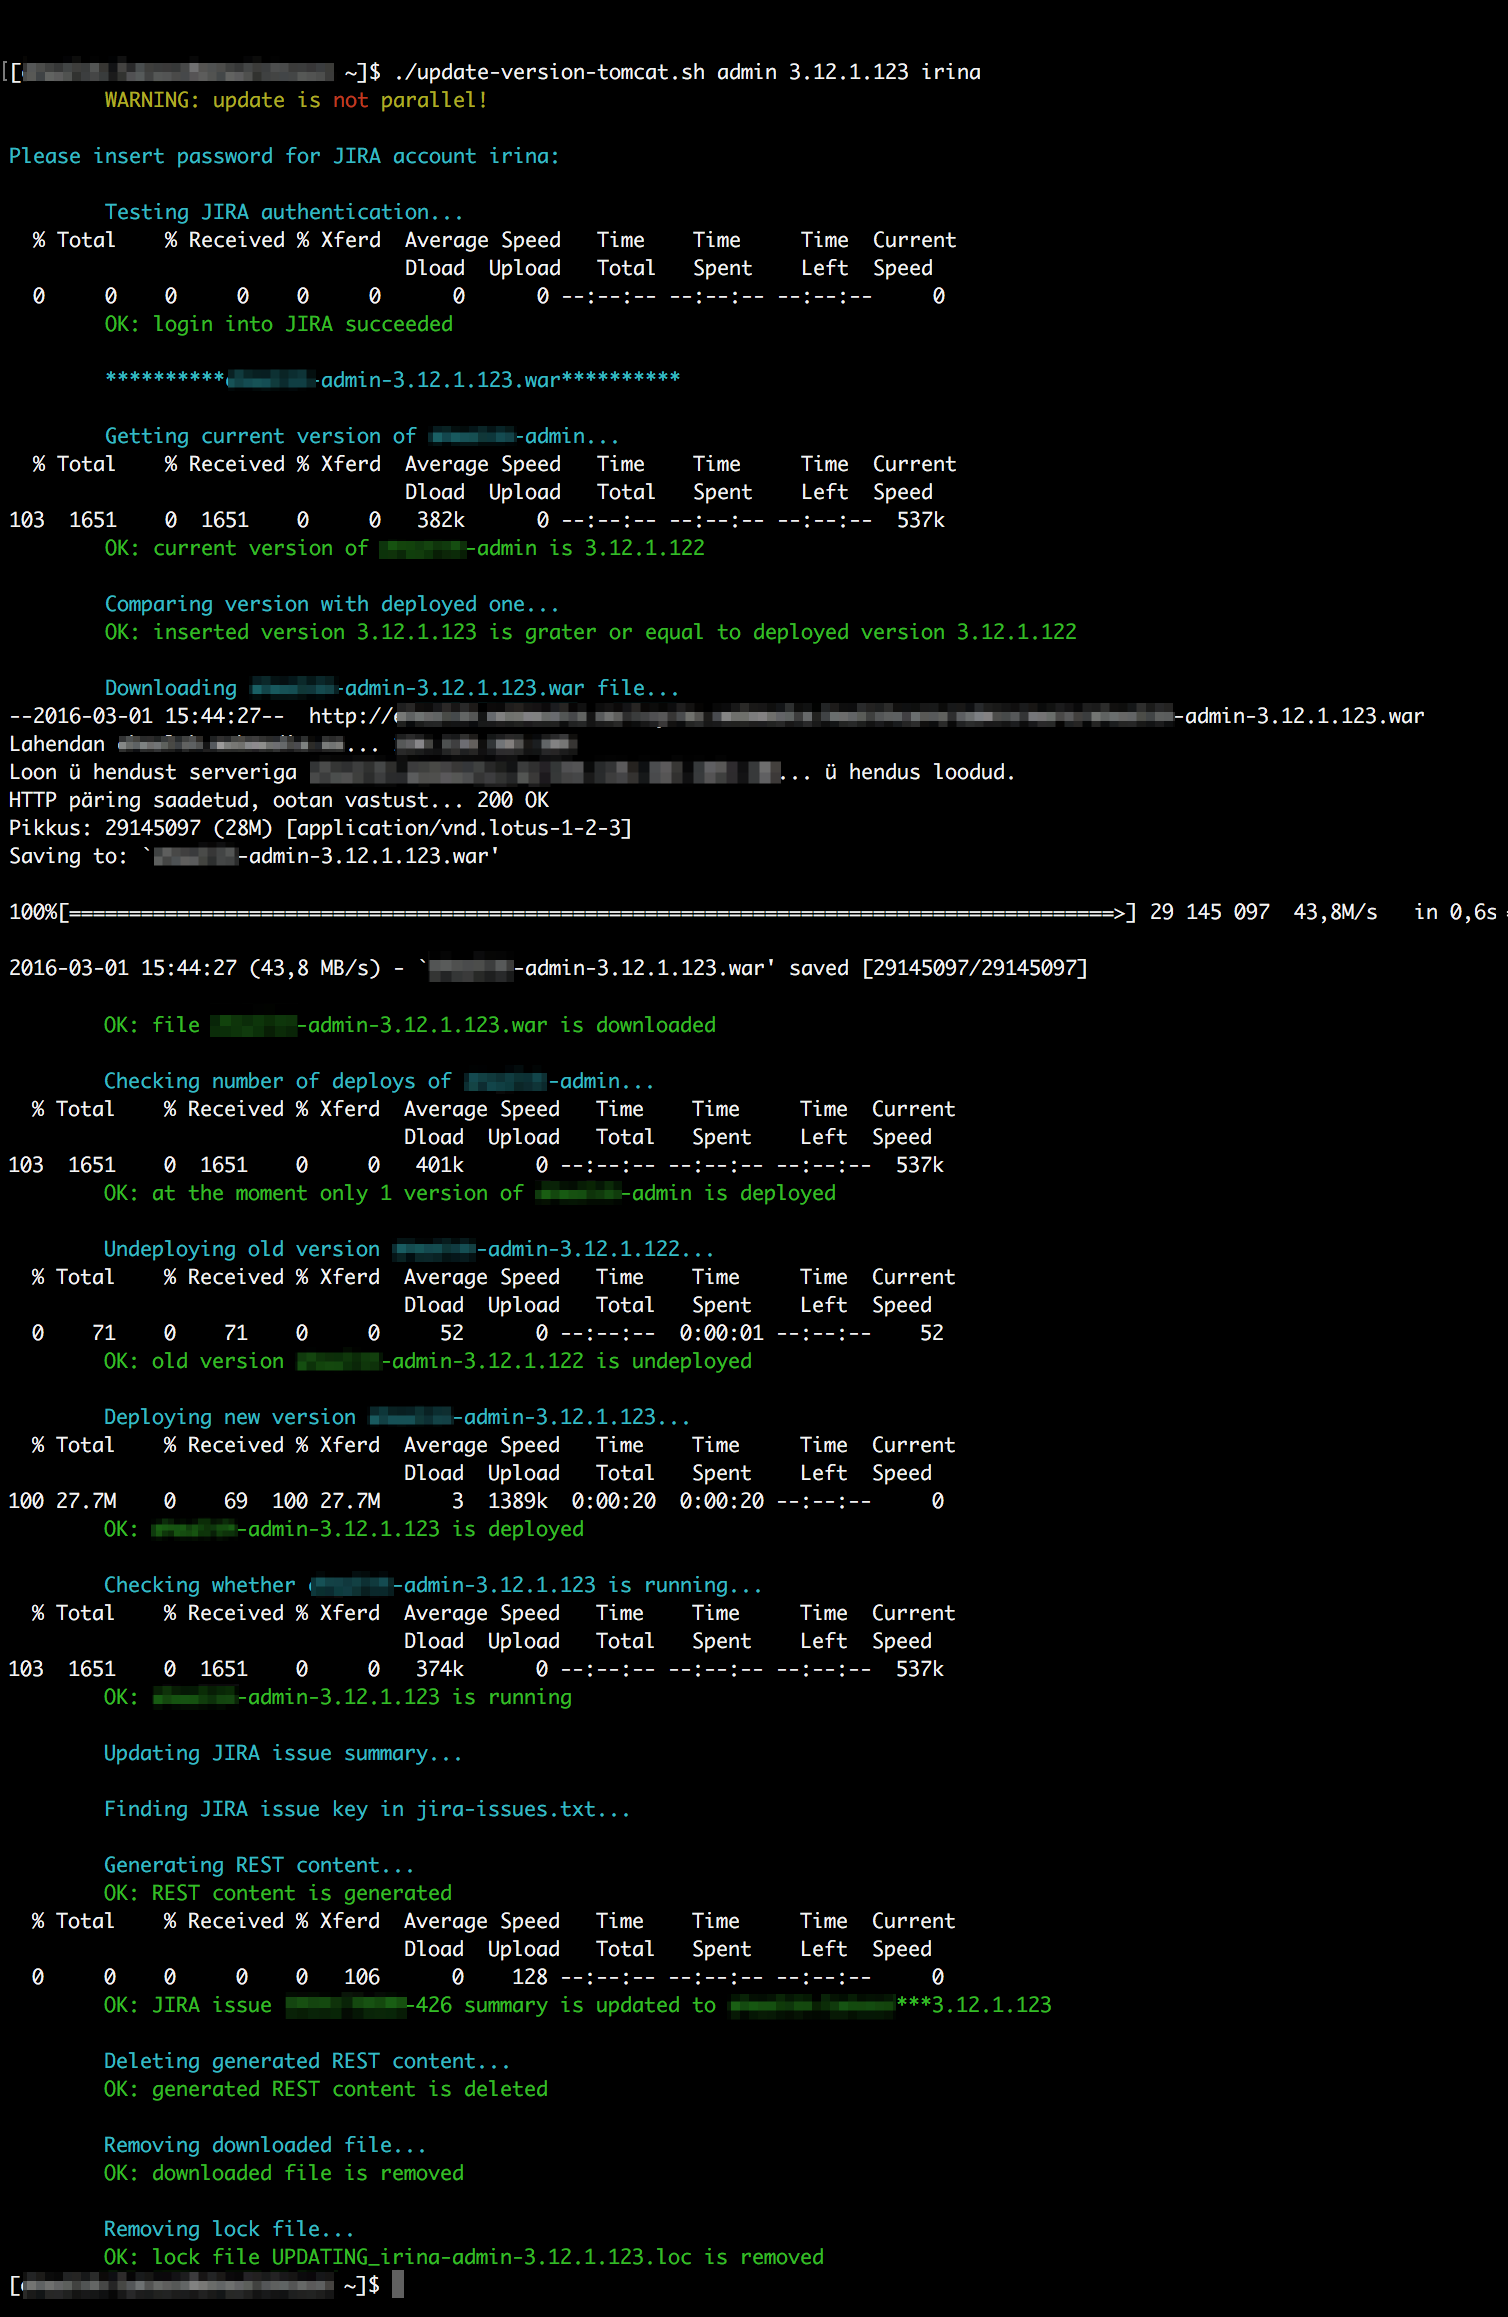 [ ~]$ ./update-version-tomcat.sh admin 3.12.1.123 irina
WARNING: update is not parallel!
Please insert password for JIRA account irina:
Testing JIRA authentication...
% Total % Received % Xferd Average Speed Time Time Time Current
Dload Upload Total Spent Left Speed
0 0 0 0 0 0 0 0 --:--:-- --:--:-- --:--:-- 0
OK: login into JIRA succeeded
**********-admin-3.12.1.123.war**********
Getting current version of -admin...
% Total % Received % Xferd Average Speed Time Time Time Current
Dload Upload Total Spent Left Speed
103 1651 0 1651 0 0 382k 0 --:--:-- --:--:-- --:--:-- 537k
OK: current version of -admin is 3.12.1.122
Comparing version with deployed one...
OK: inserted version 3.12.1.123 is grater or equal to deployed version 3.12.1.122
Downloading -admin-3.12.1.123.war file...
--2016-03-01 15:44:27-- http://-admin-3.12.1.123.war
Lahendan ...
Loon ü hendust serveriga ... ü hendus loodud.
HTTP päring saadetud, ootan vastust... 200 OK
Pikkus: 29145097 (28M) [application/vnd.lotus-1-2-3]
Saving to: `-admin-3.12.1.123.war'
100%[=======================================================================================>] 29 145 097 43,8M/s in 0,6s
2016-03-01 15:44:27 (43,8 MB/s) - `-admin-3.12.1.123.war' saved [29145097/29145097]
OK: file -admin-3.12.1.123.war is downloaded
Checking number of deploys of -admin...
% Total % Received % Xferd Average Speed Time Time Time Current
Dload Upload Total Spent Left Speed
103 1651 0 1651 0 0 401k 0 --:--:-- --:--:-- --:--:-- 537k
OK: at the moment only 1 version of -admin is deployed
Undeploying old version -admin-3.12.1.122...
% Total % Received % Xferd Average Speed Time Time Time Current
Dload Upload Total Spent Left Speed
0 71 0 71 0 0 52 0 --:--:-- 0:00:01 --:--:-- 52
OK: old version -admin-3.12.1.122 is undeployed
Deploying new version -admin-3.12.1.123...
% Total % Received % Xferd Average Speed Time Time Time Current
Dload Upload Total Spent Left Speed
100 27.7M 0 69 100 27.7M 3 1389k 0:00:20 0:00:20 --:--:-- 0
OK: -admin-3.12.1.123 is deployed
Checking whether -admin-3.12.1.123 is running...
% Total % Received % Xferd Average Speed Time Time Time Current
Dload Upload Total Spent Left Speed
103 1651 0 1651 0 0 374k 0 --:--:-- --:--:-- --:--:-- 537k
OK: -admin-3.12.1.123 is running
Updating JIRA issue summary...
Finding JIRA issue key in jira-issues.txt...
Generating REST content...
OK: REST content is generated
% Total % Received % Xferd Average Speed Time Time Time Current
Dload Upload Total Spent Left Speed
0 0 0 0 0 106 0 128 --:--:-- --:--:-- --:--:-- 0
OK: JIRA issue -426 summary is updated to ***3.12.1.123
Deleting generated REST content...
OK: generated REST content is deleted
Removing downloaded file...
OK: downloaded file is removed
Removing lock file...
OK: lock file UPDATING_irina-admin-3.12.1.123.loc is removed
[ ~]$